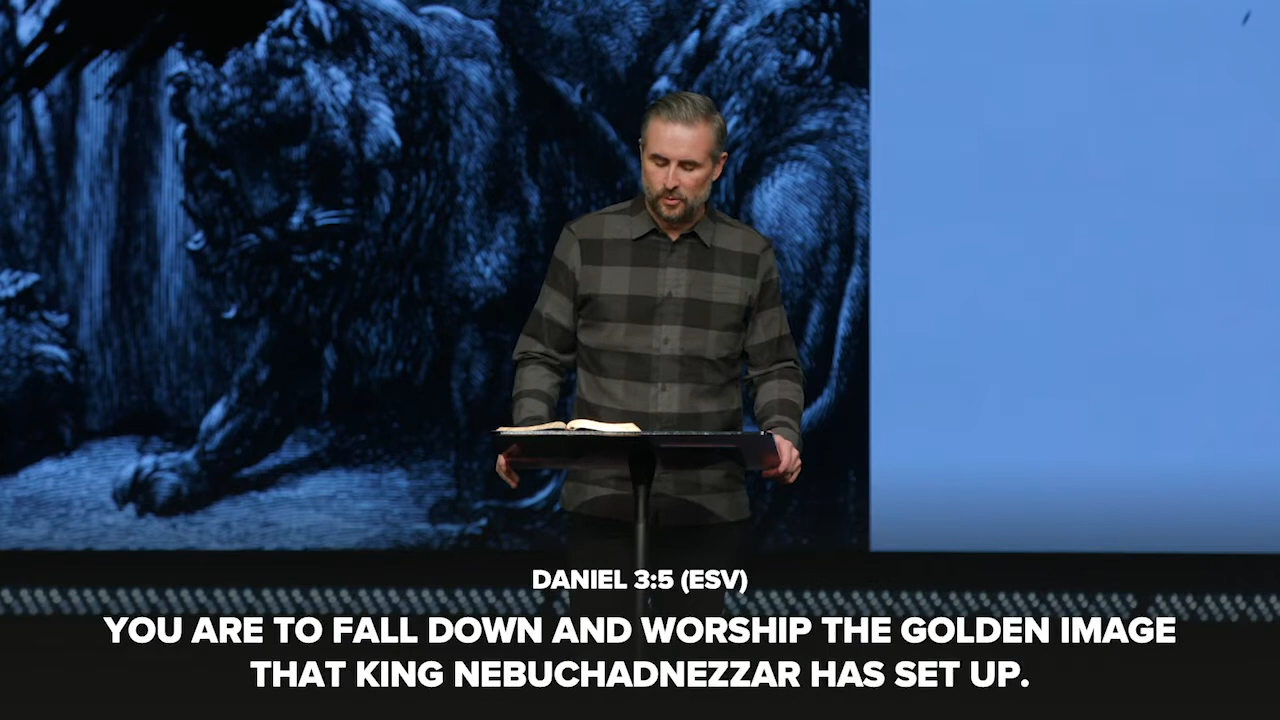 DANIEL 3:5 (ESV)
YOU ARE TO FALL DOWN AND WORSHIP THE GOLDEN IMAGE
THAT KING NEBUCHADNEZZAR HAS SET UP.